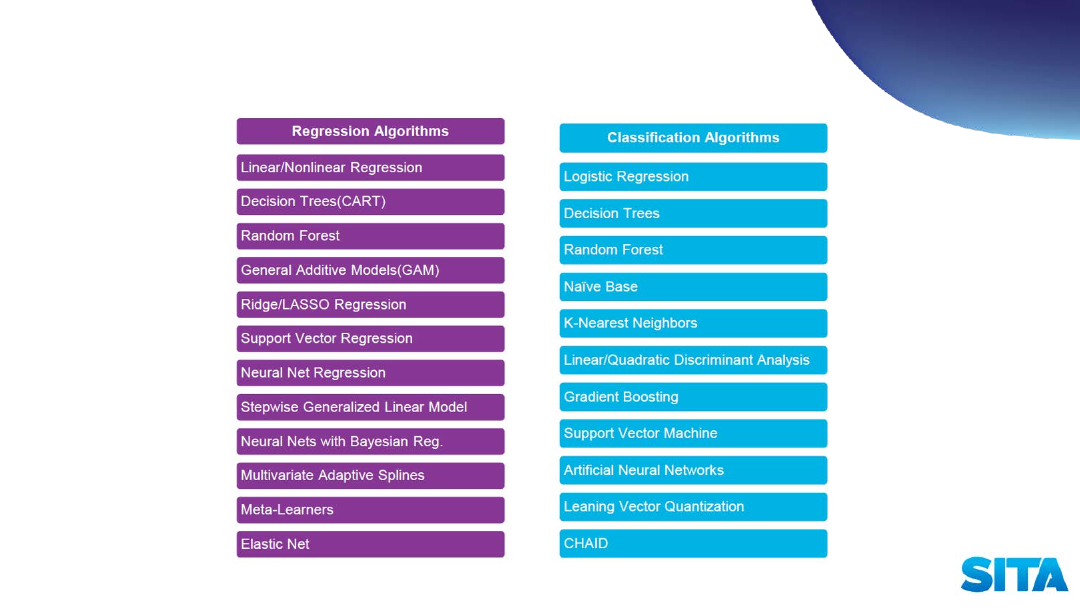 Regression Algorithms
Linear/Nonlinear Regression
Decision Trees(CART)
Random Forest
General Additive Models(GAM)
Ridge/LASSO Regression
Support Vector Regression
Neural Net Regression
Stepwise Generalized Linear Model
Neural Nets with Bayesian Reg.
Multivariate Adaptive Splines
Meta-Learners
Elastic Net
Classification Algorithms
Logistic Regression
Decision Trees
Random Forest
Naïve Base
K-Nearest Neighbors
Linear/Quadratic Discriminant Analysis
Gradient Boosting
Support Vector Machine
Artificial Neural Networks
Leaning Vector Quantization
CHAID
SITA